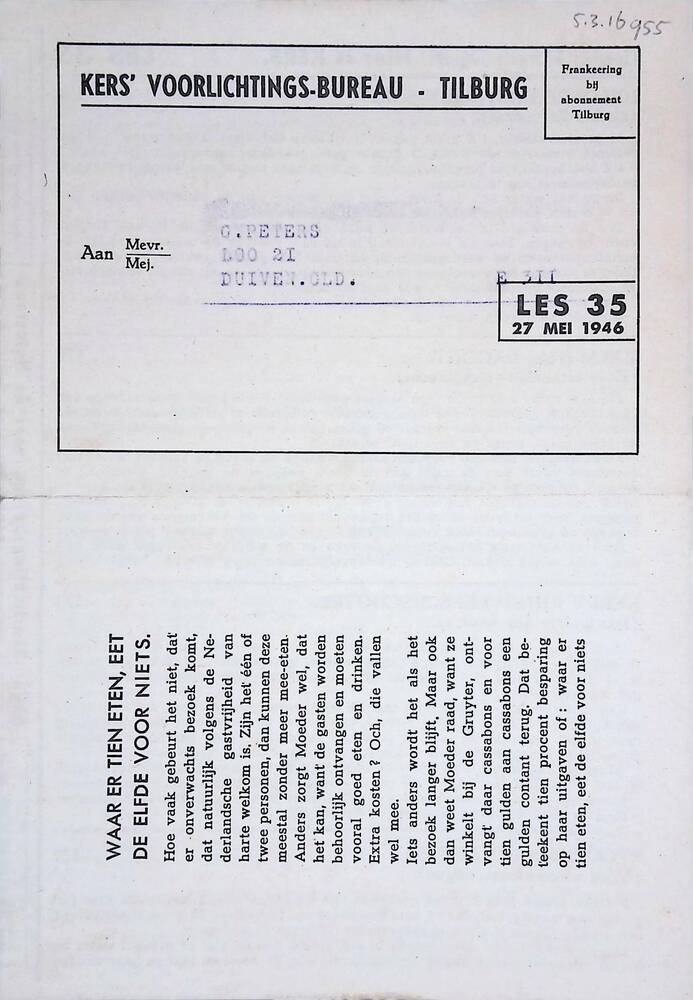 5.3.16955
KERS' VOORLICHTINGS-BUREAU - TILBURG
Frankeering
bij
abonnement
Tilburg
Aan Mevr.
Mej.
G.PETERS
LOO 21
DUIVEN.GLD.
E 311
LES 35
27 MEI 1946
WAAR ER TIEN ETEN, EET
DE ELFDE VOOR NIETS.
Hoe vaak gebeurt het niet, dat
er onverwachts bezoek komt,
dat natuurlijk volgens de Ne-
derlandsche gastvrijheid van
harte welkom is. Zijn het één of
twee personen, dan kunnen deze
meestal zonder meer mee-eten.
Anders zorgt Moeder wel, dat
het kan, want de gasten worden
behoorlijk ontvangen en moeten
vooral goed eten en drinken.
Extra kosten? Och, die vallen
wel mee.
Iets anders wordt het als het
bezoek langer blijft. Maar ook
dan weet Moeder raad, want ze
winkelt bij de Gruyter, ont-
vangt daar cassabons en voor
tien gulden aan cassabons een
gulden contant terug. Dat be-
teekent tien procent besparing
op haar uitgaven of: waar er
tien eten, eet de elfde voor niets